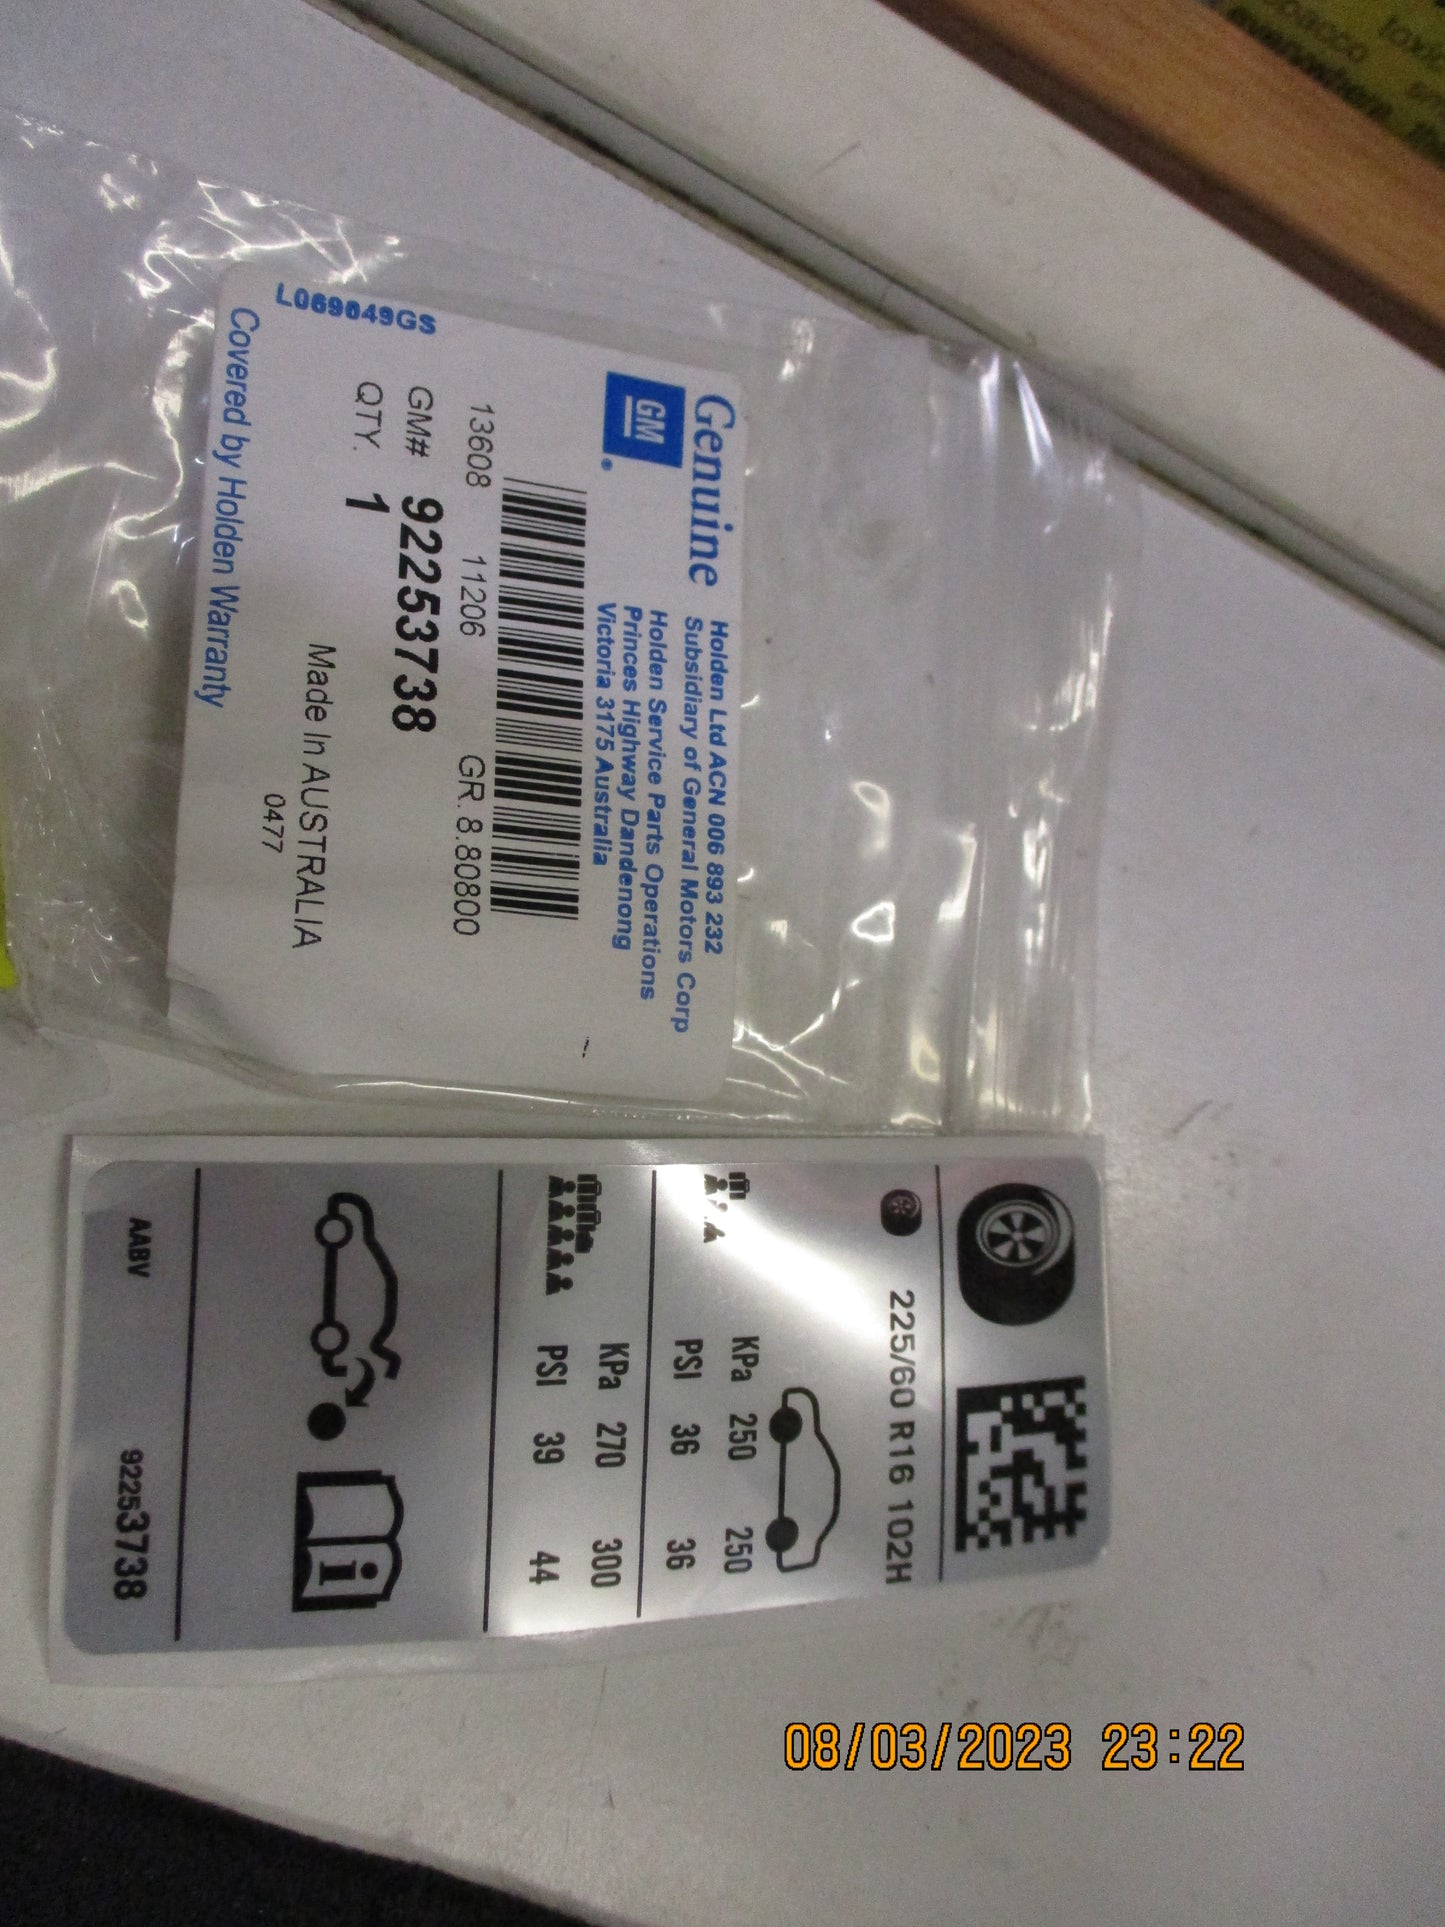 Genuine
GM
Holden Ltd ACN 006 893 232
Subsidiary of General Motors Corp
Holden Service Parts Operations
Princes Highway Dandenong
Victoria 3175 Australia
13608 11206 GR. 8.80800
GM# 92253738
QTY. 1
Made In AUSTRALIA
0477
L069849GS
Covered by Holden Warranty
225/60 R16 102H
KPa 250 250
PSI 36 36
KPa 270 300
PSI 39 44
i
AABV 92253738
08/03/2023 23:22